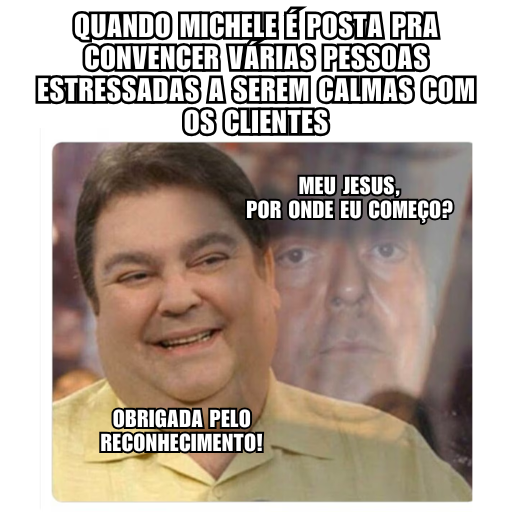 QUANDO MICHELE É POSTA PRA
CONVENCER VÁRIAS PESSOAS
ESTRESSADAS A SEREM CALMAS COM
OS CLIENTES
MEU JESUS,
POR ONDE EU COMEÇO?
OBRIGADA PELO
RECONHECIMENTO!